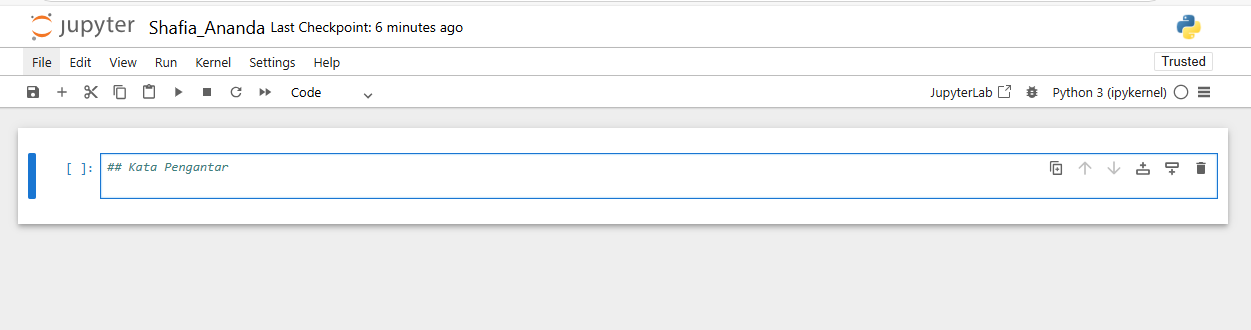 jupyter Shafia_Ananda Last Checkpoint: 6 minutes ago
File Edit View Run Kernel Settings Help Trusted
Code JupyterLab Python 3 (ipykernel)
[ ]: ## Kata Pengantar